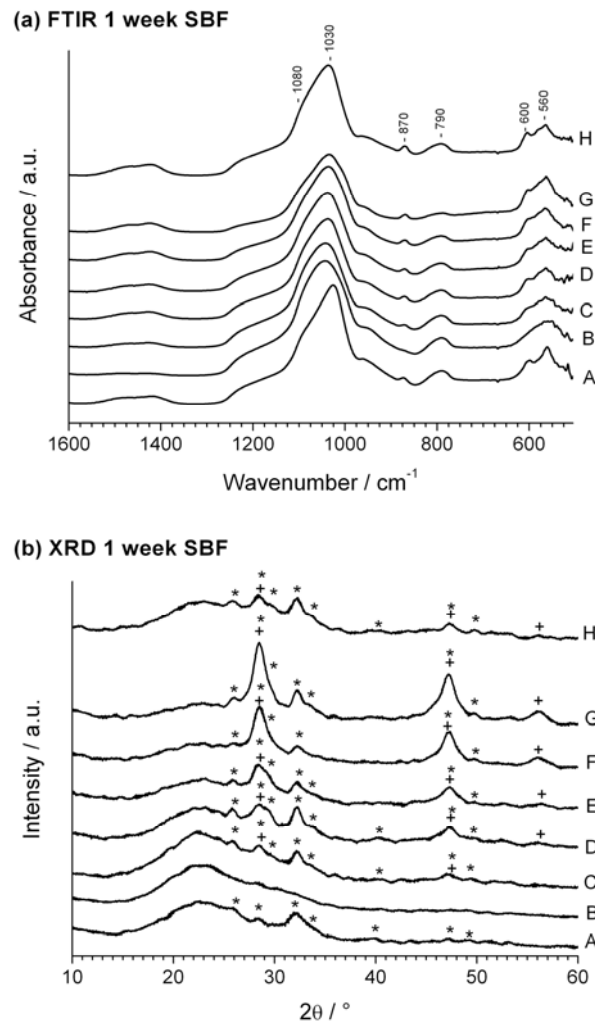 (a) FTIR 1 week SBF
- 1080
- 1030
- 870
- 790
600 -
- 560
H
G
F
E
D
C
B
A
Absorbance / a.u.
1600 1400 1200 1000 800 600
Wavenumber / cm⁻¹
(b) XRD 1 week SBF
* * + * * * * * + * + H
* * + * * * * + * + G
* * + * * * + * + F
* * + * * * * + * + E
* * + * * * * * + * + D
* * + * * * * * + * C
B
* * * * * * * A
Intensity / a.u.
10 20 30 40 50 60
2θ / °